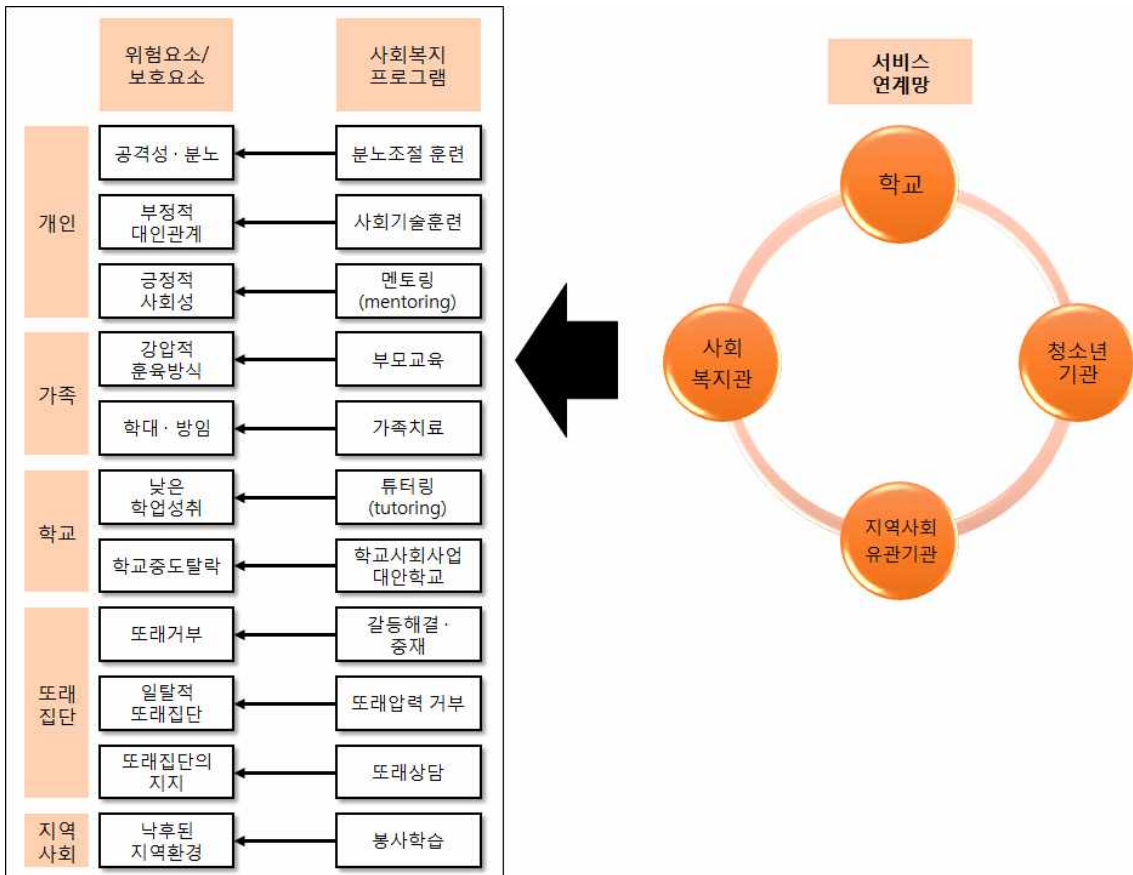 위험요소/
보호요소
사회복지
프로그램
개인
공격성 · 분노
분노조절 훈련
부정적
대인관계
사회기술훈련
긍정적
사회성
멘토링
(mentoring)
가족
강압적
훈육방식
부모교육
학대 · 방임
가족치료
학교
낮은
학업성취
튜터링
(tutoring)
학교중도탈락
학교사회사업
대안학교
또래
집단
또래거부
갈등해결 ·
중재
일탈적
또래집단
또래압력 거부
또래집단의
지지
또래상담
지역
사회
낙후된
지역환경
봉사학습
서비스
연계망
학교
사회
복지관
청소년
기관
지역사회
유관기관